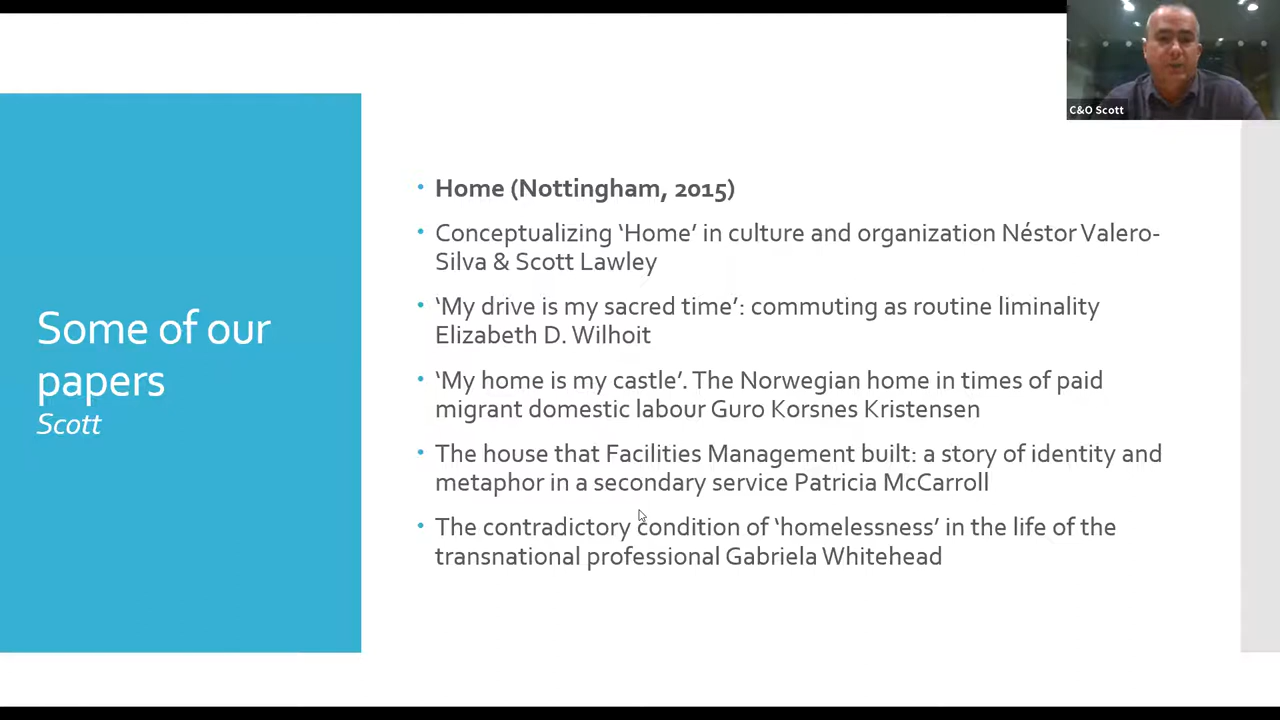 C&O Scott
Some of our
papers
Scott
Home (Nottingham, 2015)
Conceptualizing ‘Home’ in culture and organization Néstor Valero-
Silva & Scott Lawley
‘My drive is my sacred time’: commuting as routine liminality
Elizabeth D. Wilhoit
‘My home is my castle’. The Norwegian home in times of paid
migrant domestic labour Guro Korsnes Kristensen
The house that Facilities Management built: a story of identity and
metaphor in a secondary service Patricia McCarroll
The contradictory condition of ‘homelessness’ in the life of the
transnational professional Gabriela Whitehead